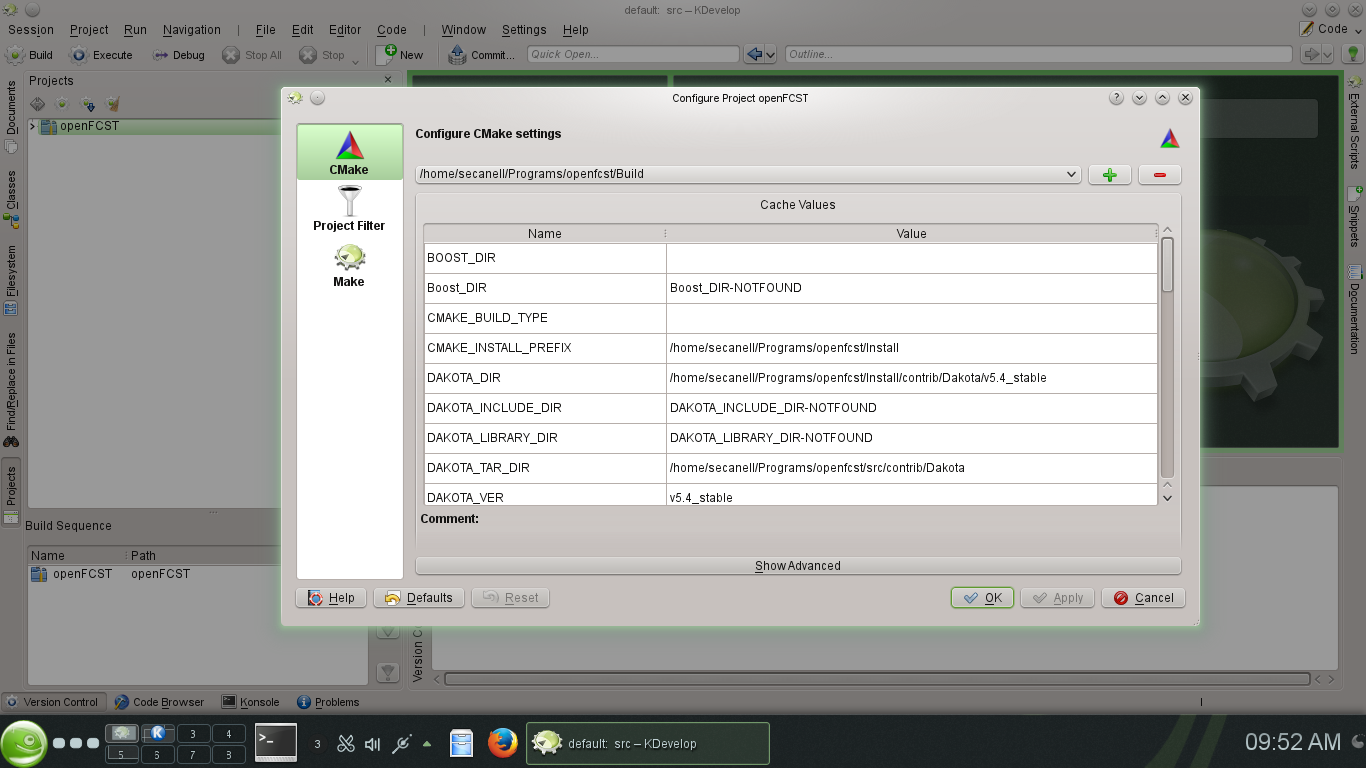 default: src – KDevelop
Session Project Run Navigation | File Edit Editor Code | Window Settings Help
Code
Build Execute Debug Stop All Stop New Commit... Quick Open... Outline...
Projects
openFCST
Documents
Classes
Filesystem
Find/Replace in Files
Projects
Configure Project openFCST
CMake
Project Filter
Make
Configure CMake settings
/home/secanell/Programs/openfcst/Build
Cache Values
Name Value
BOOST_DIR
Boost_DIR Boost_DIR-NOTFOUND
CMAKE_BUILD_TYPE
CMAKE_INSTALL_PREFIX /home/secanell/Programs/openfcst/Install
DAKOTA_DIR /home/secanell/Programs/openfcst/Install/contrib/Dakota/v5.4_stable
DAKOTA_INCLUDE_DIR DAKOTA_INCLUDE_DIR-NOTFOUND
DAKOTA_LIBRARY_DIR DAKOTA_LIBRARY_DIR-NOTFOUND
DAKOTA_TAR_DIR /home/secanell/Programs/openfcst/src/contrib/Dakota
DAKOTA_VER v5.4_stable
Comment:
Show Advanced
Help Defaults Reset OK Apply Cancel
External Scripts
Snippets
Documentation
Build Sequence
Name Path
openFCST openFCST
Version C
Version Control Code Browser Konsole Problems
3 4
5 6 7 8
3
default: src – KDevelop
09:52 AM